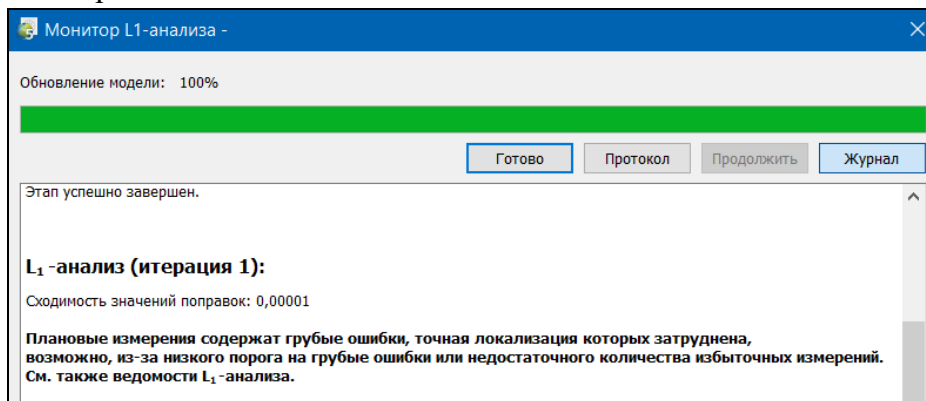 Монитор L1-анализа -
Обновление модели: 100%
Готово Протокол Продолжить Журнал
Этап успешно завершен.
L₁ -анализ (итерация 1):
Сходимость значений поправок: 0,00001
Плановые измерения содержат грубые ошибки, точная локализация которых затруднена,
возможно, из-за низкого порога на грубые ошибки или недостаточного количества избыточных измерений.
См. также ведомости L₁-анализа.